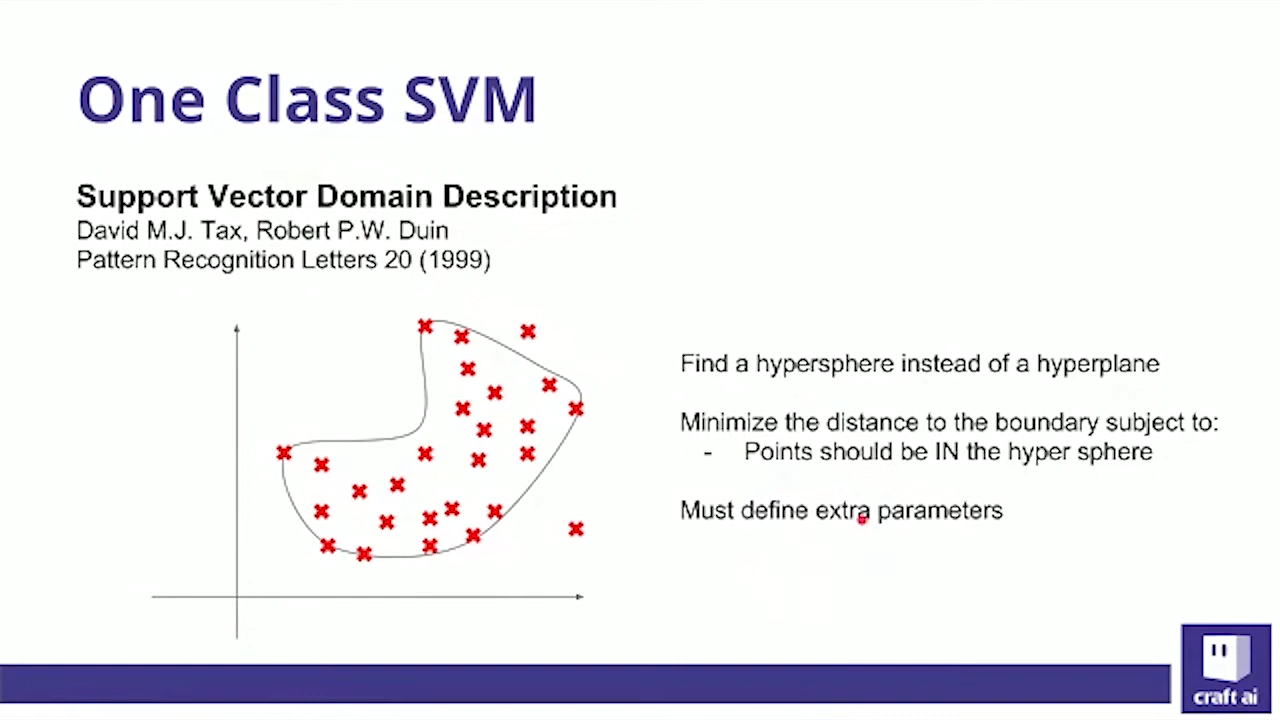 One Class SVM
Support Vector Domain Description
David M.J. Tax, Robert P.W. Duin
Pattern Recognition Letters 20 (1999)
Find a hypersphere instead of a hyperplane
Minimize the distance to the boundary subject to:
- Points should be IN the hyper sphere
Must define extra parameters
craft ai